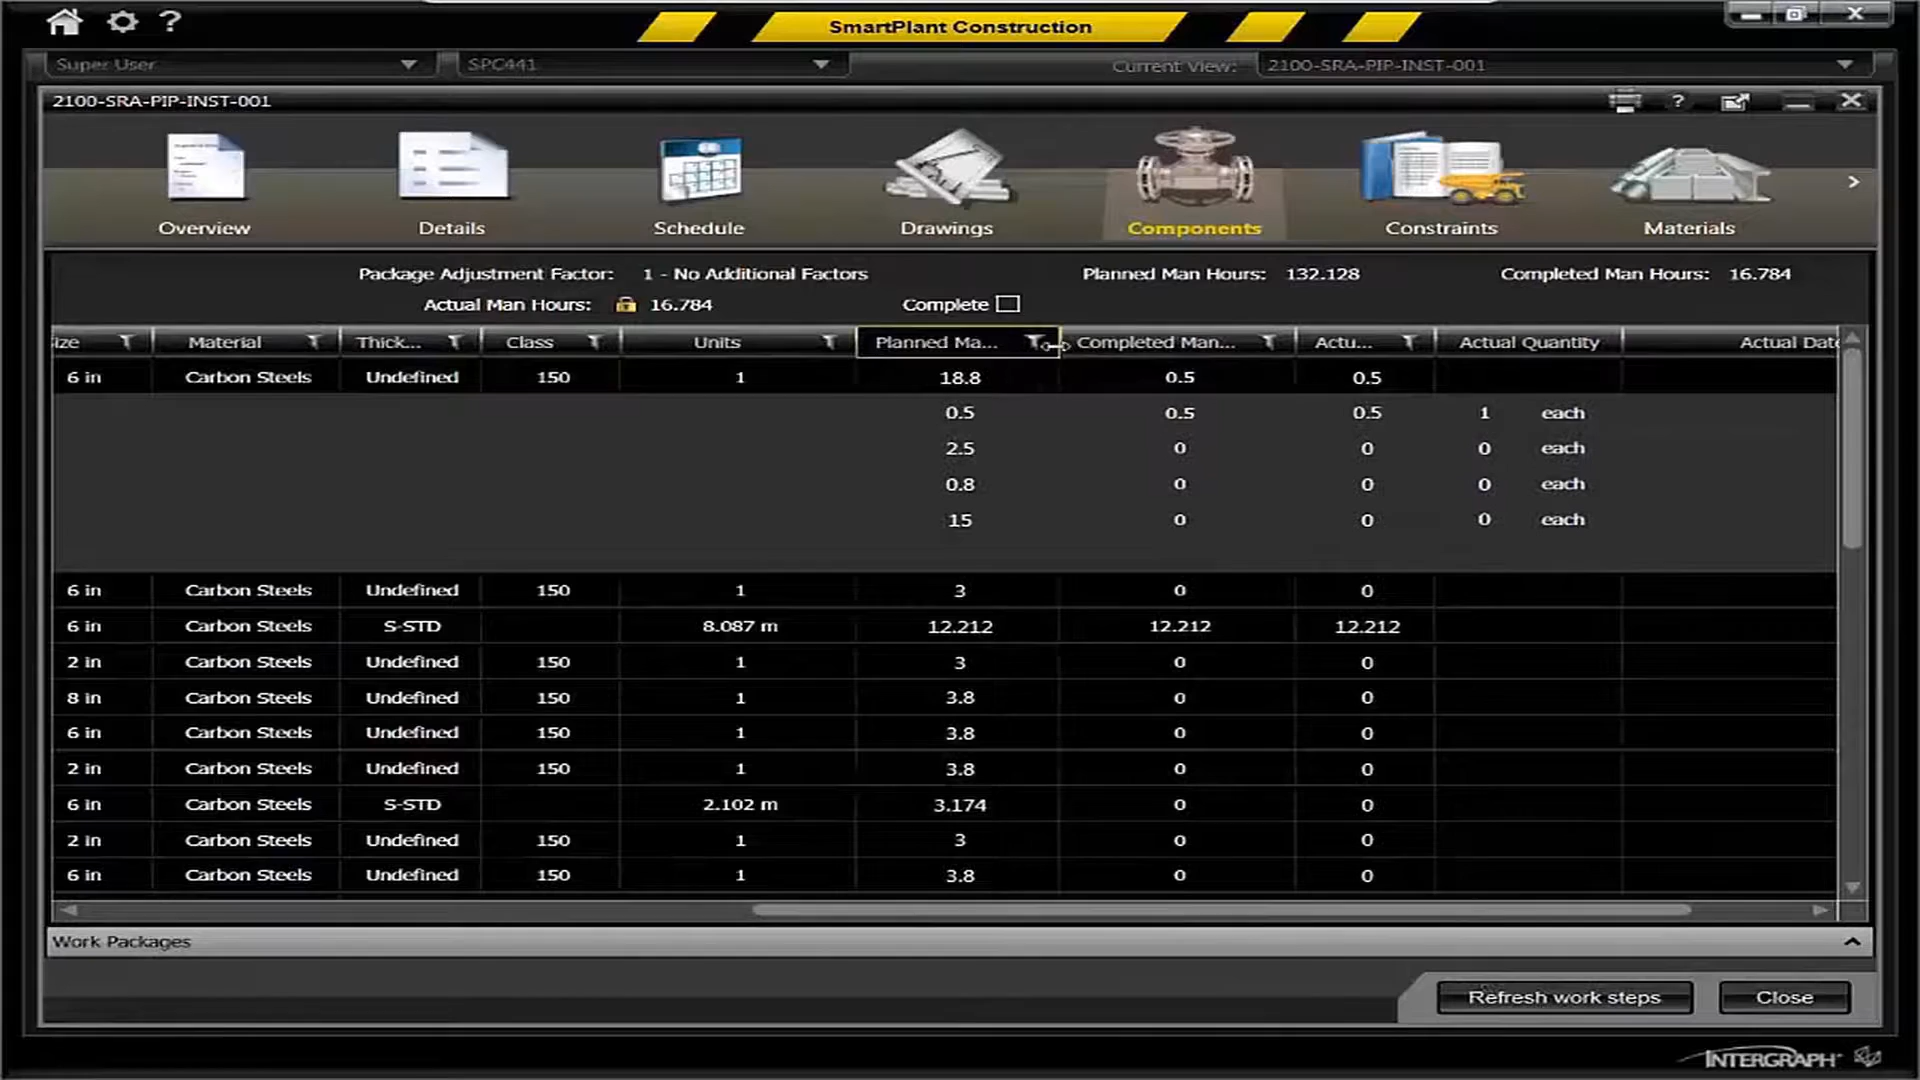 SmartPlant Construction
Super User SPC441 Current View: 2100-SRA-PIP-INST-001
2100-SRA-PIP-INST-001
Overview Details Schedule Drawings Components Constraints Materials
Package Adjustment Factor: 1 - No Additional Factors Planned Man Hours: 132.128 Completed Man Hours: 16.784
Actual Man Hours: 16.784 Complete
ize Material Thick... Class Units Planned Ma... Completed Man... Actu... Actual Quantity Actual Date
6 in Carbon Steels Undefined 150 1 18.8 0.5 0.5
0.5 0.5 0.5 1 each
2.5 0 0 0 each
0.8 0 0 0 each
15 0 0 0 each
6 in Carbon Steels Undefined 150 1 3 0 0
6 in Carbon Steels S-STD 8.087 m 12.212 12.212 12.212
2 in Carbon Steels Undefined 150 1 3 0 0
8 in Carbon Steels Undefined 150 1 3.8 0 0
6 in Carbon Steels Undefined 150 1 3.8 0 0
2 in Carbon Steels Undefined 150 1 3.8 0 0
6 in Carbon Steels S-STD 2.102 m 3.174 0 0
2 in Carbon Steels Undefined 150 1 3 0 0
6 in Carbon Steels Undefined 150 1 3.8 0 0
Work Packages
Refresh work steps Close
INTERGRAPH